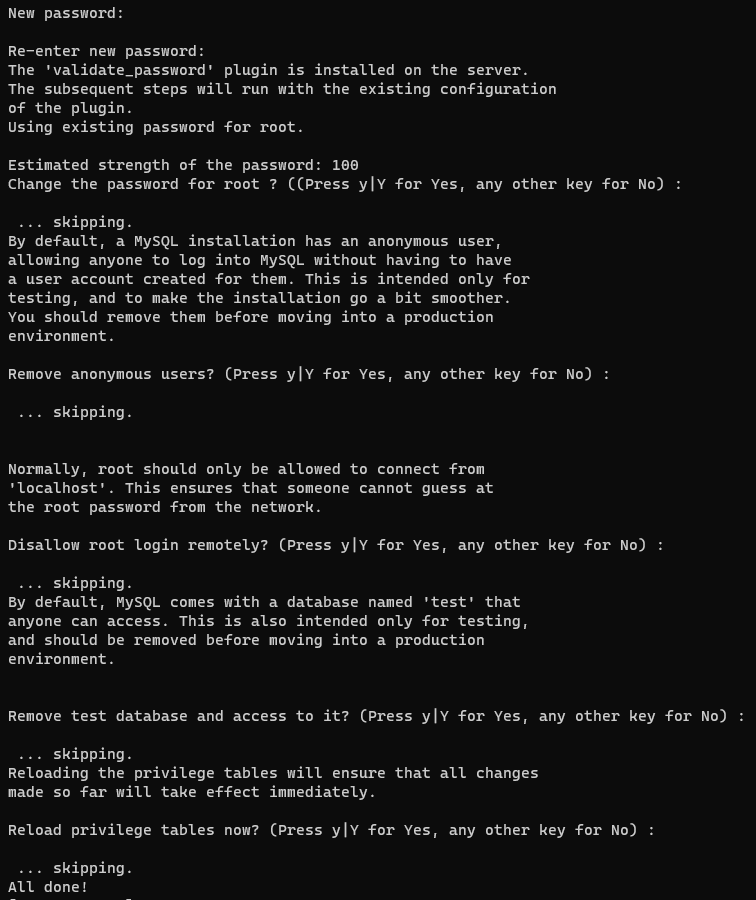 New password:
Re-enter new password:
The 'validate_password' plugin is installed on the server.
The subsequent steps will run with the existing configuration
of the plugin.
Using existing password for root.
Estimated strength of the password: 100
Change the password for root ? ((Press y|Y for Yes, any other key for No) :
 ... skipping.
By default, a MySQL installation has an anonymous user,
allowing anyone to log into MySQL without having to have
a user account created for them. This is intended only for
testing, and to make the installation go a bit smoother.
You should remove them before moving into a production
environment.
Remove anonymous users? (Press y|Y for Yes, any other key for No) :
 ... skipping.
Normally, root should only be allowed to connect from
'localhost'. This ensures that someone cannot guess at
the root password from the network.
Disallow root login remotely? (Press y|Y for Yes, any other key for No) :
 ... skipping.
By default, MySQL comes with a database named 'test' that
anyone can access. This is also intended only for testing,
and should be removed before moving into a production
environment.
Remove test database and access to it? (Press y|Y for Yes, any other key for No) :
 ... skipping.
Reloading the privilege tables will ensure that all changes
made so far will take effect immediately.
Reload privilege tables now? (Press y|Y for Yes, any other key for No) :
 ... skipping.
All done!